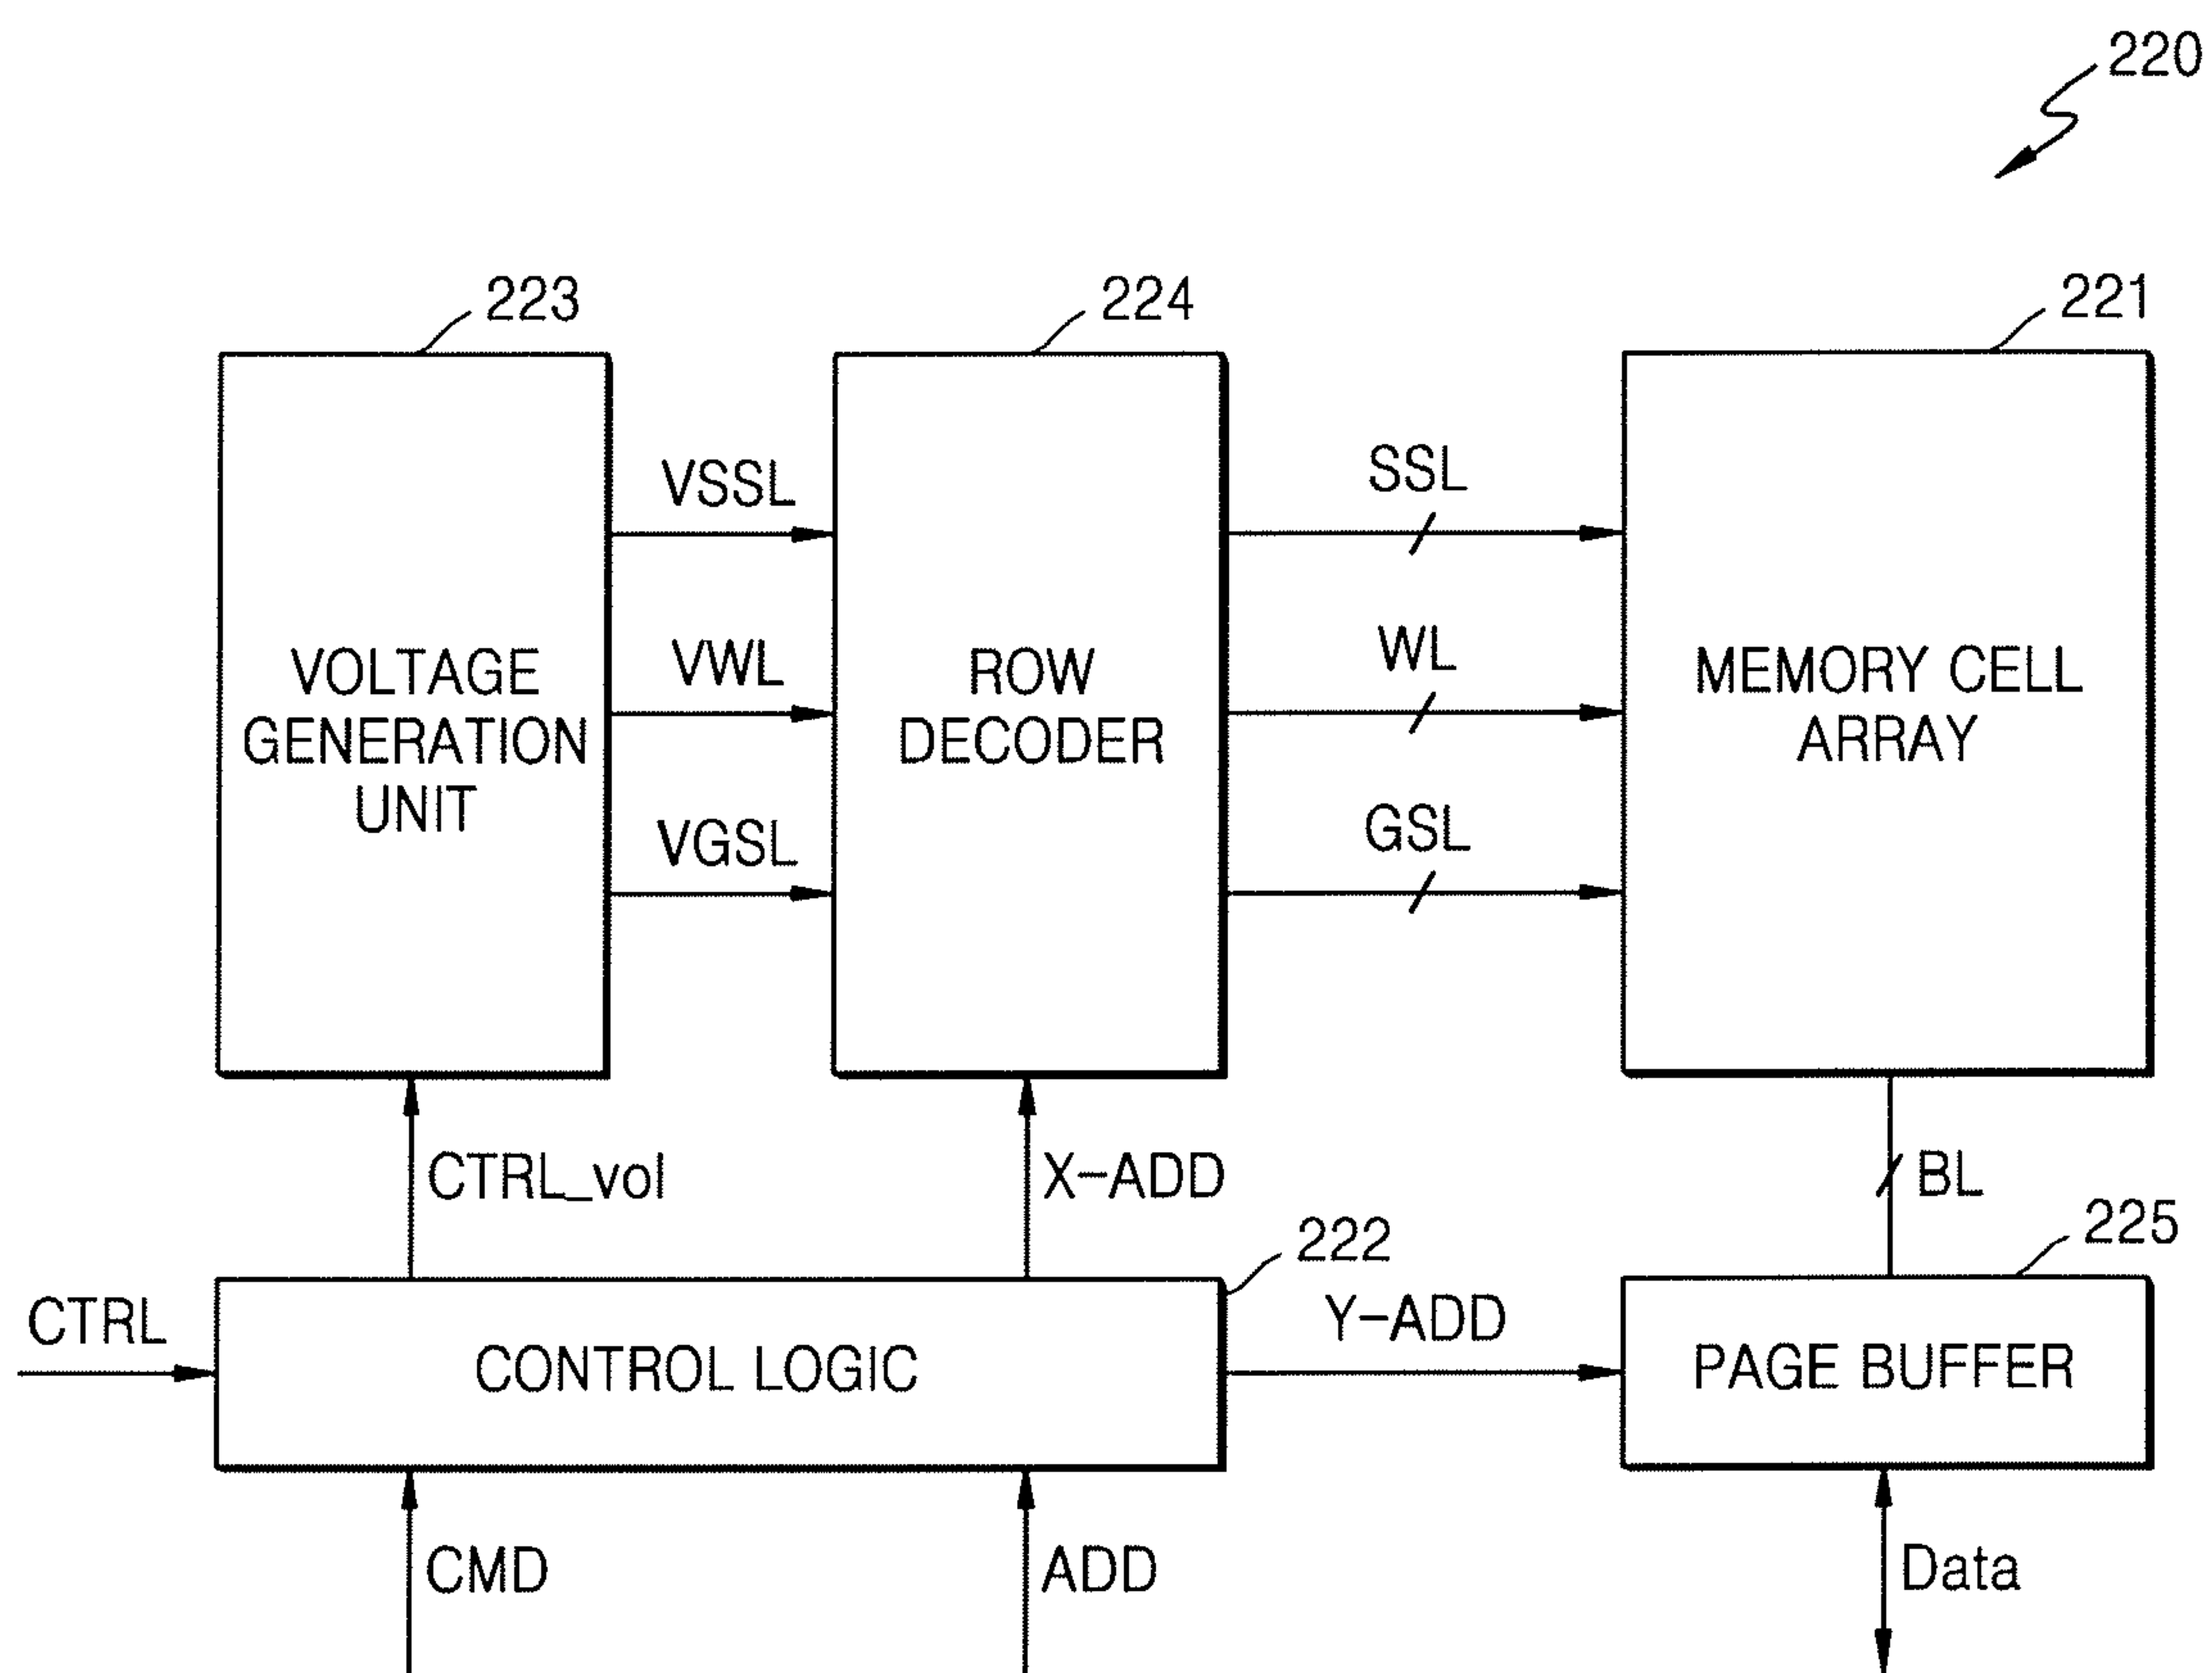 220
223
224
221
VSSL
SSL
VOLTAGE
GENERATION
UNIT
VWL
ROW
DECODER
WL
MEMORY CELL
ARRAY
VGSL
GSL
CTRL_vol
X-ADD
BL
222
225
CTRL
CONTROL LOGIC
Y-ADD
PAGE BUFFER
CMD
ADD
Data